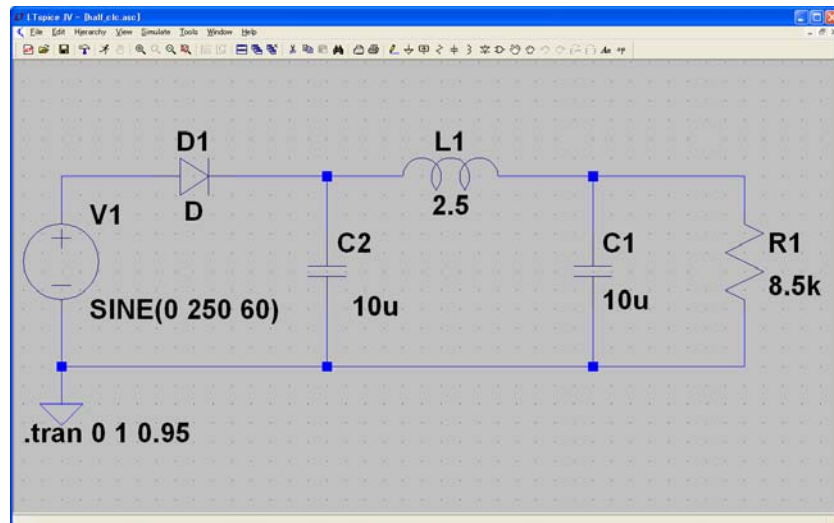 LTspice IV - [half_clc.asc]
File Edit Hierarchy View Simulate Tools Window Help
D1
D
V1
SINE(0 250 60)
C2
10u
L1
2.5
C1
10u
R1
8.5k
.tran 0 1 0.95